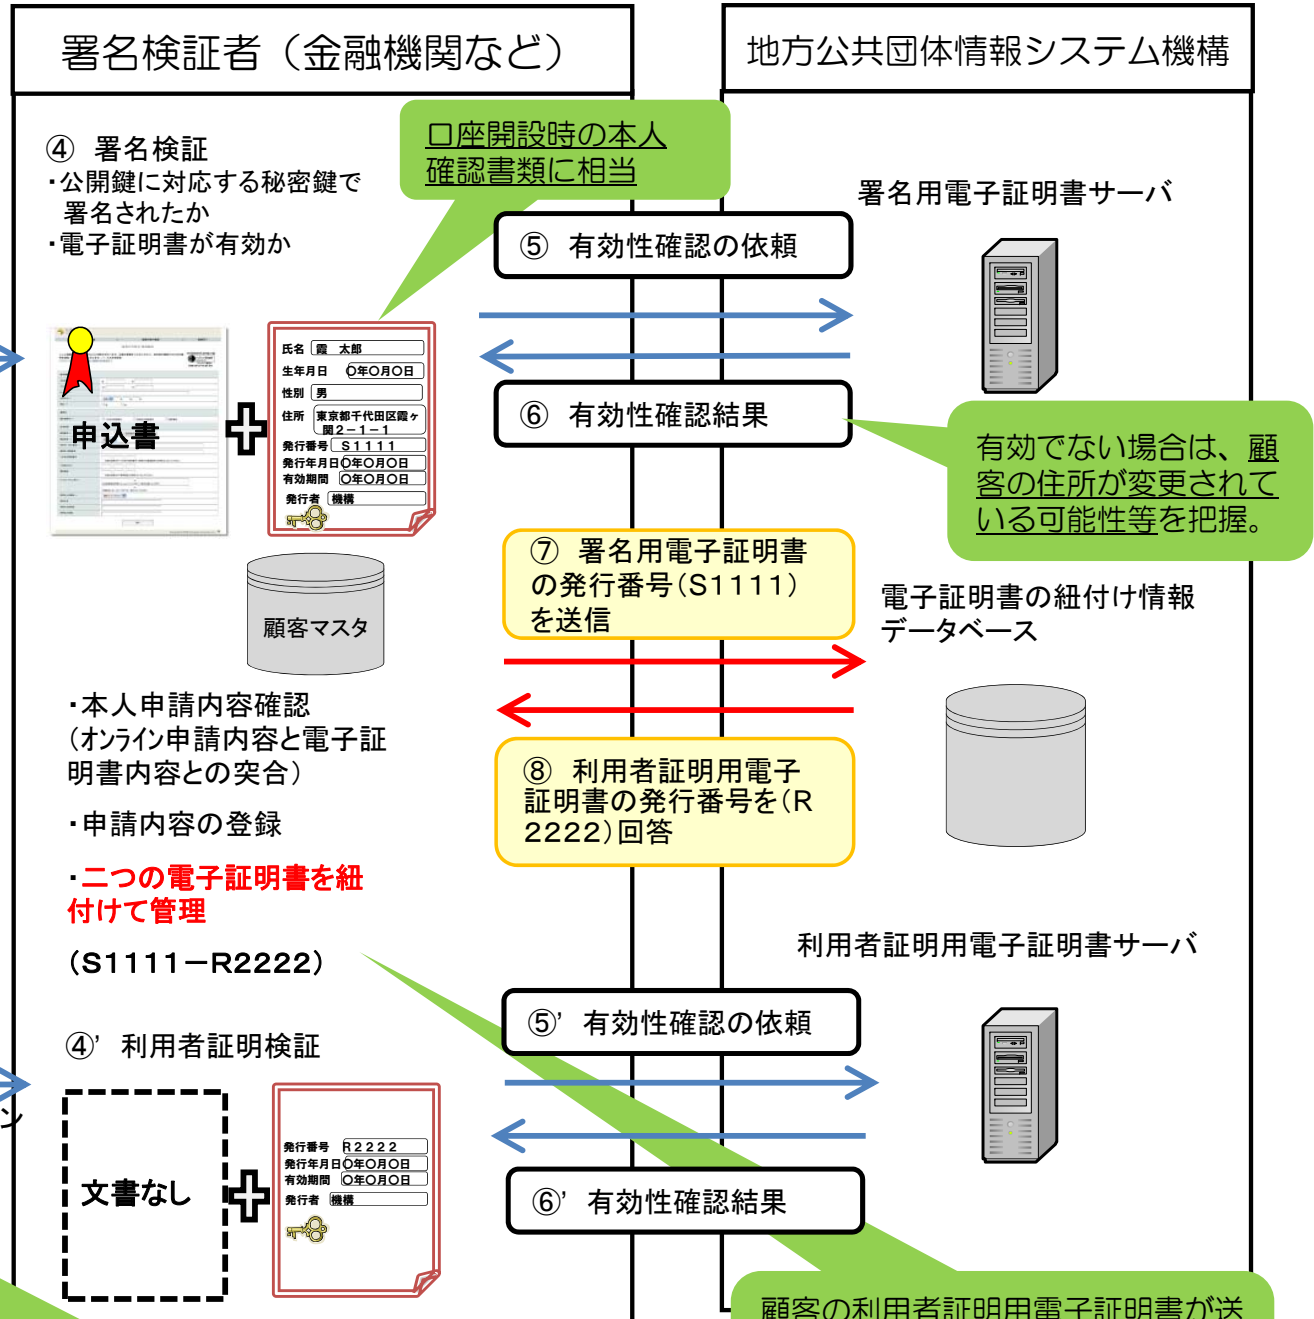 署名検証者（金融機関など）
地方公共団体情報システム機構
④　署名検証
・公開鍵に対応する秘密鍵で
署名されたか
・電子証明書が有効か
口座開設時の本人
確認書類に相当
署名用電子証明書サーバ
⑤　有効性確認の依頼
申込書
氏名　霞　太郎
生年月日　○年○月○日
性別　男
住所　東京都千代田区霞ヶ
関２－１－１
発行番号　Ｓ１１１１
発行年月日○年○月○日
有効期間　○年○月○日
発行者　機構
⑥　有効性確認結果
有効でない場合は、顧
客の住所が変更されて
いる可能性等を把握。
顧客マスタ
⑦　署名用電子証明書
の発行番号（Ｓ１１１１）
を送信
電子証明書の紐付け情報
データベース
・本人申請内容確認
（オンライン申請内容と電子証
明書内容との突合）
・申請内容の登録
・二つの電子証明書を紐
付けて管理
（Ｓ１１１１－Ｒ２２２２）
⑧　利用者証明用電子
証明書の発行番号を（Ｒ
２２２２）回答
利用者証明用電子証明書サーバ
④’　利用者証明検証
⑤’　有効性確認の依頼
ン
文書なし
発行番号　Ｒ２２２２
発行年月日○年○月○日
有効期間　○年○月○日
発行者　機構
⑥’　有効性確認結果
顧客の利用者証明用電子証明書が送